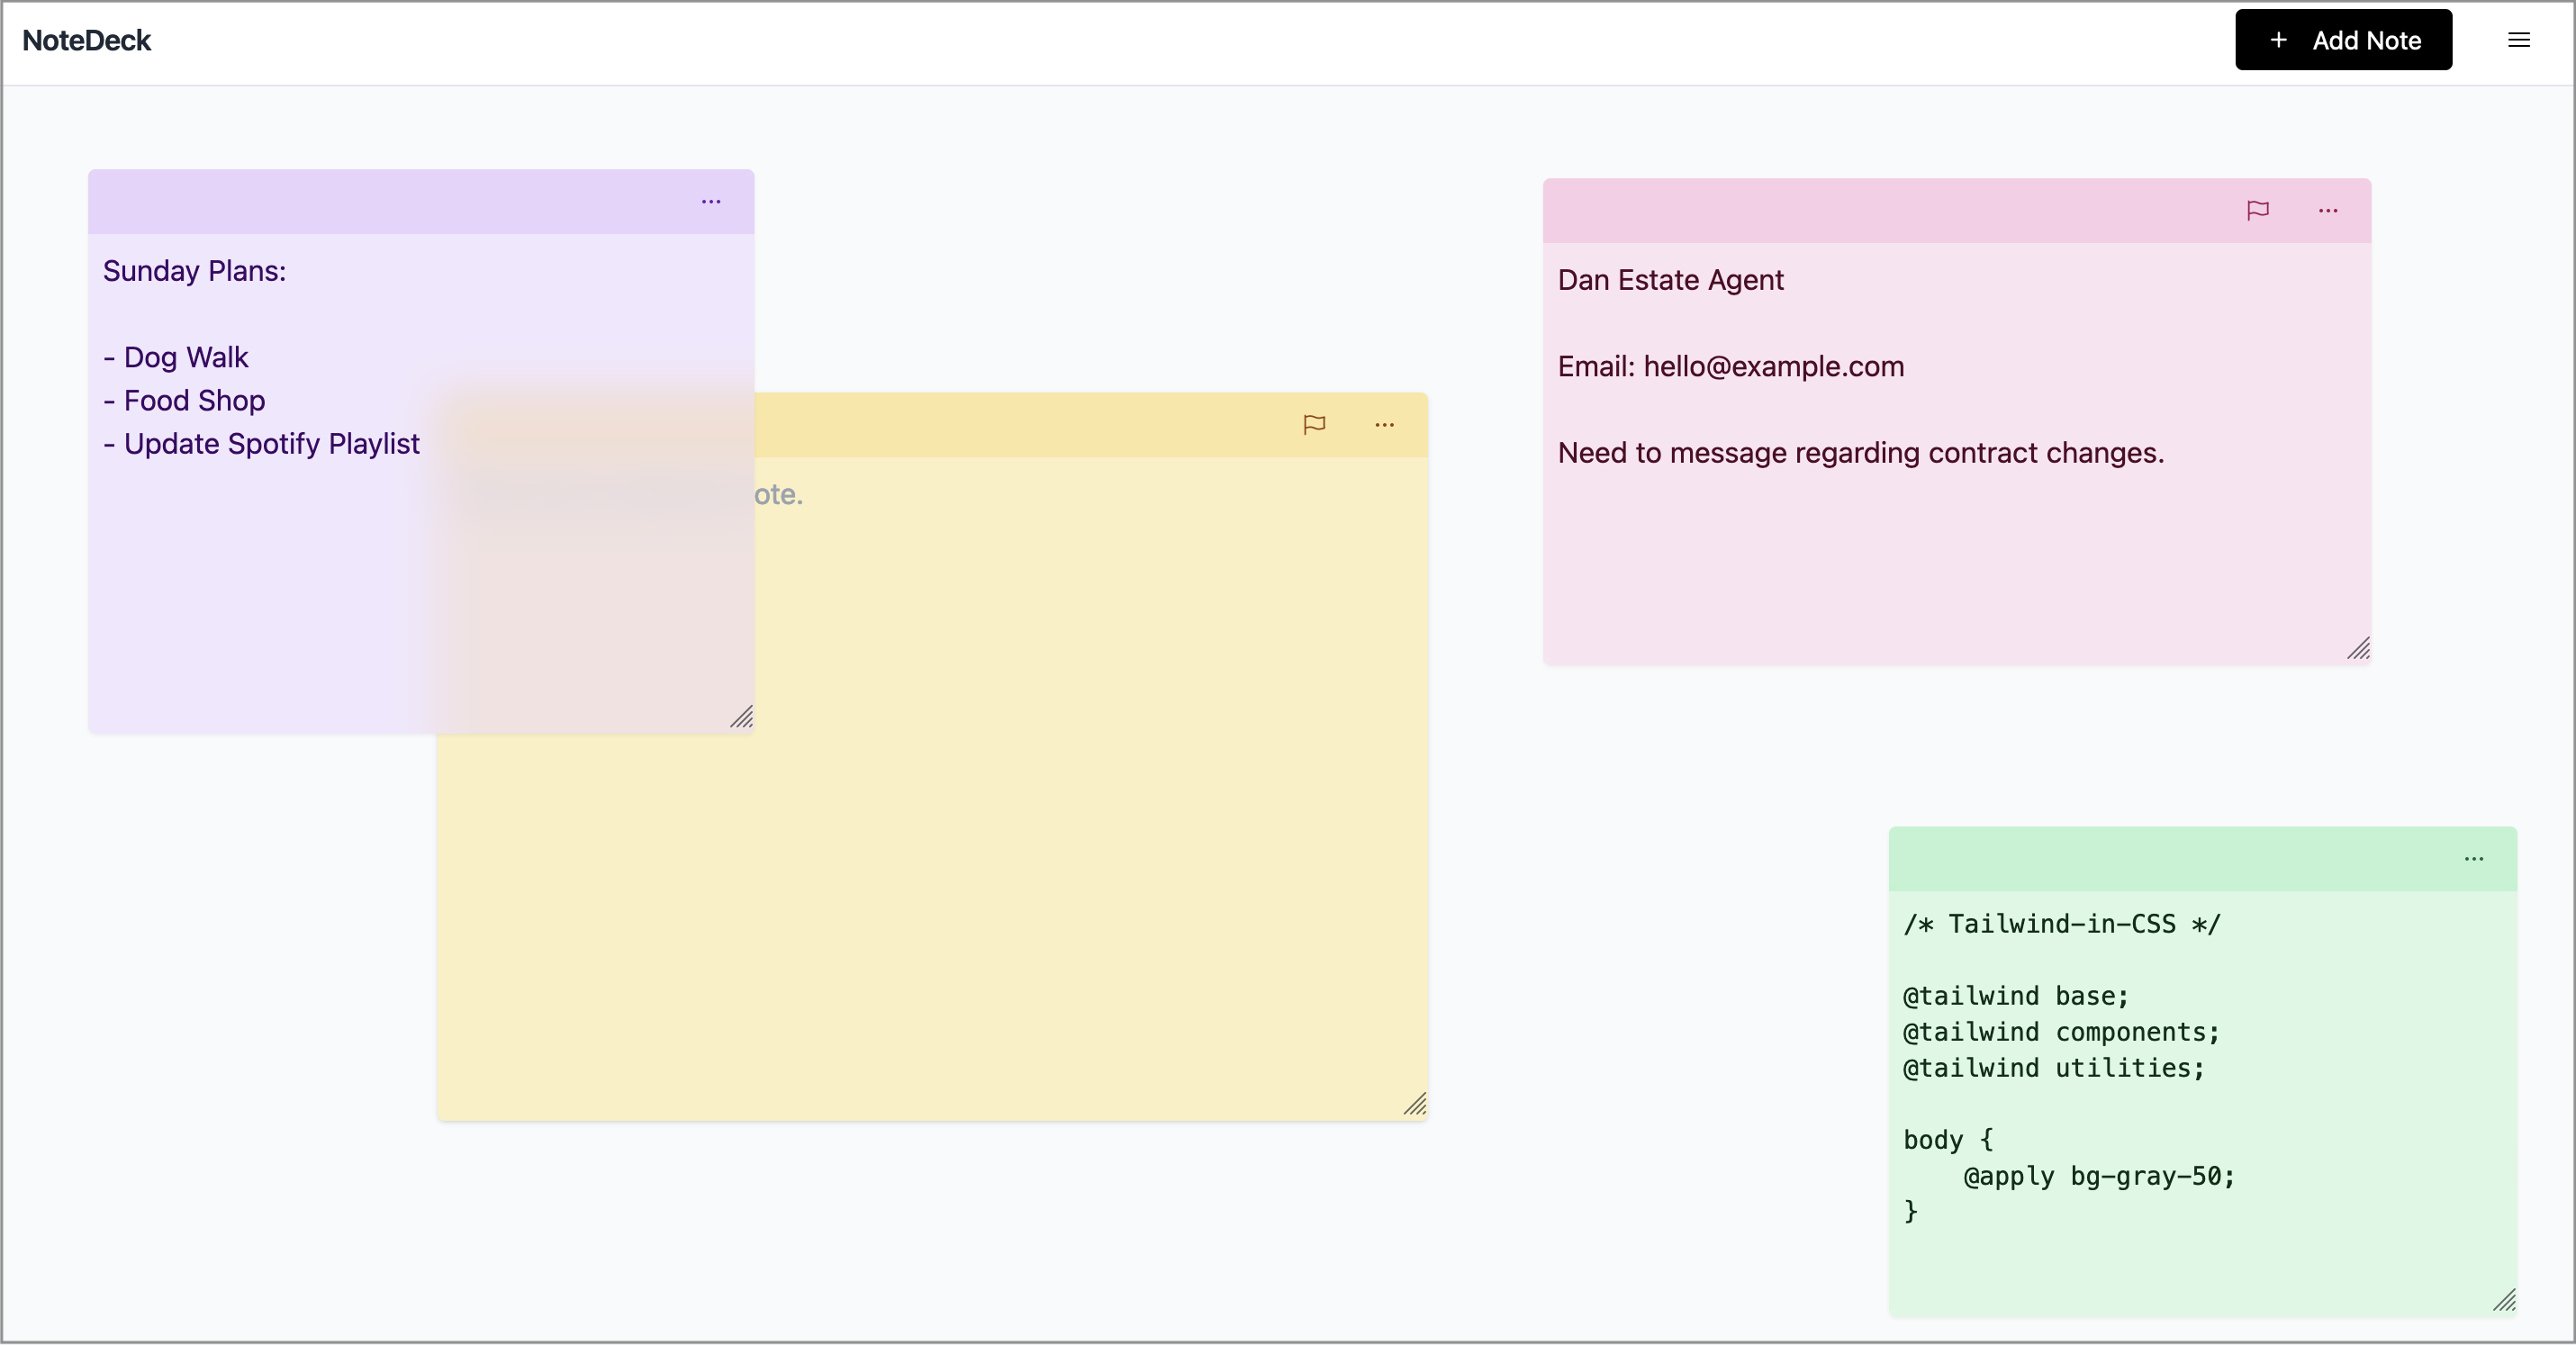 NoteDeck
+ Add Note
Sunday Plans:
- Dog Walk
- Food Shop
- Update Spotify Playlist
ote.
Dan Estate Agent
Email: hello@example.com
Need to message regarding contract changes.
/* Tailwind-in-CSS */
@tailwind base;
@tailwind components;
@tailwind utilities;
body {
    @apply bg-gray-50;
}